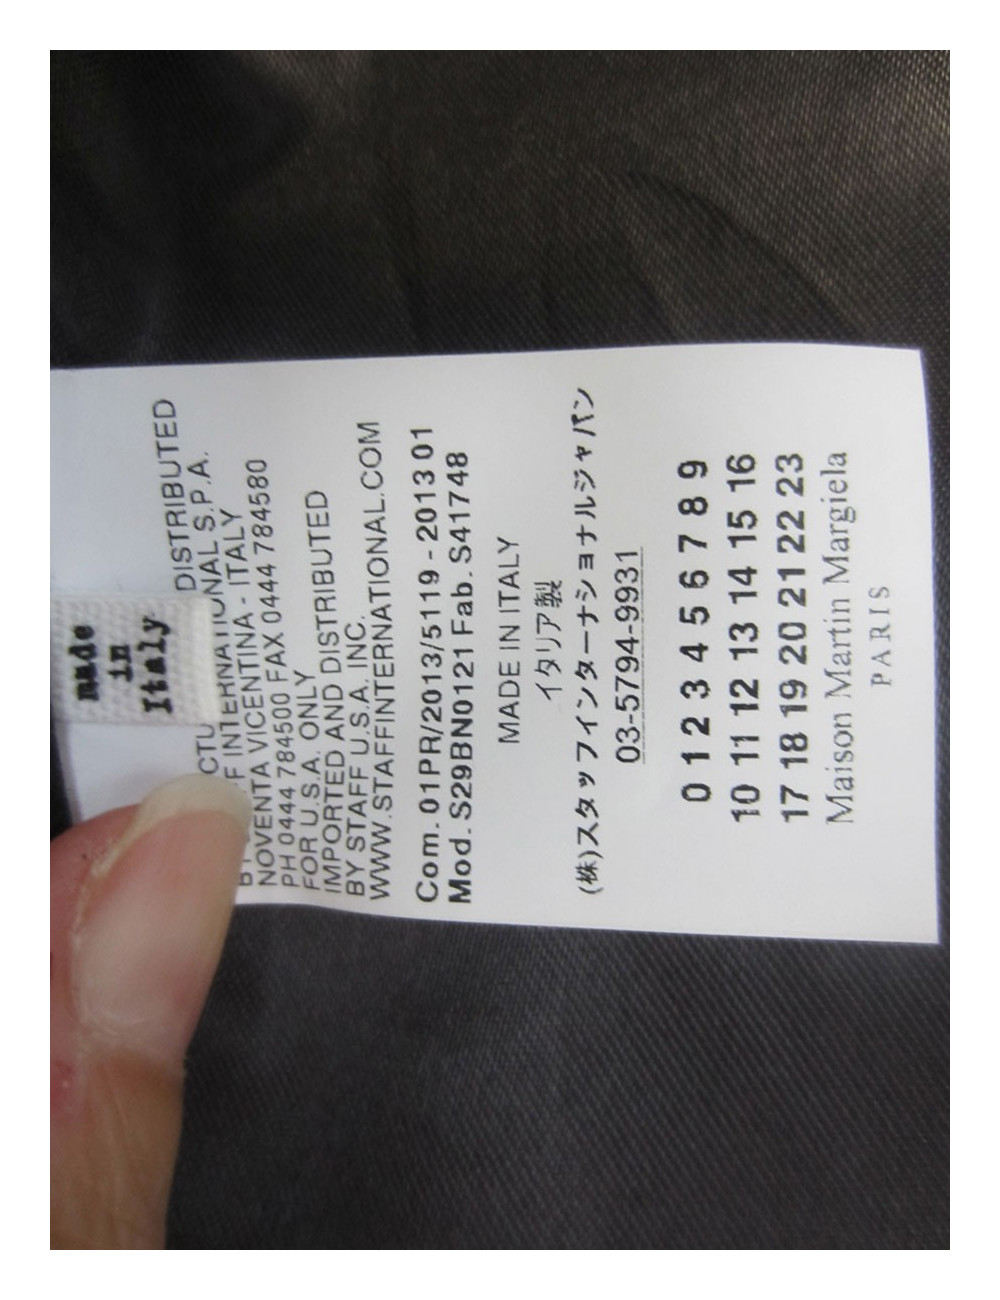 made
in
Italy
DISTRIBUTED
INTERNATIONAL S.P.A.
NOVENTA VICENTINA - ITALY
PH 0444 784500 FAX 0444 784580
FOR U.S.A. ONLY
IMPORTED AND DISTRIBUTED
BY STAFF U.S.A. INC.
WWW.STAFFINTERNATIONAL.COM
Com. 01PR/2013/5119 - 2013 01
Mod. S29BN0121 Fab. S41748
MADE IN ITALY
イタリア製
(株)スタッフインターナショナルジャパン
03-5794-9931
0 1 2 3 4 5 6 7 8 9
10 11 12 13 14 15 16
17 18 19 20 21 22 23
Maison Martin Margiela
PARIS